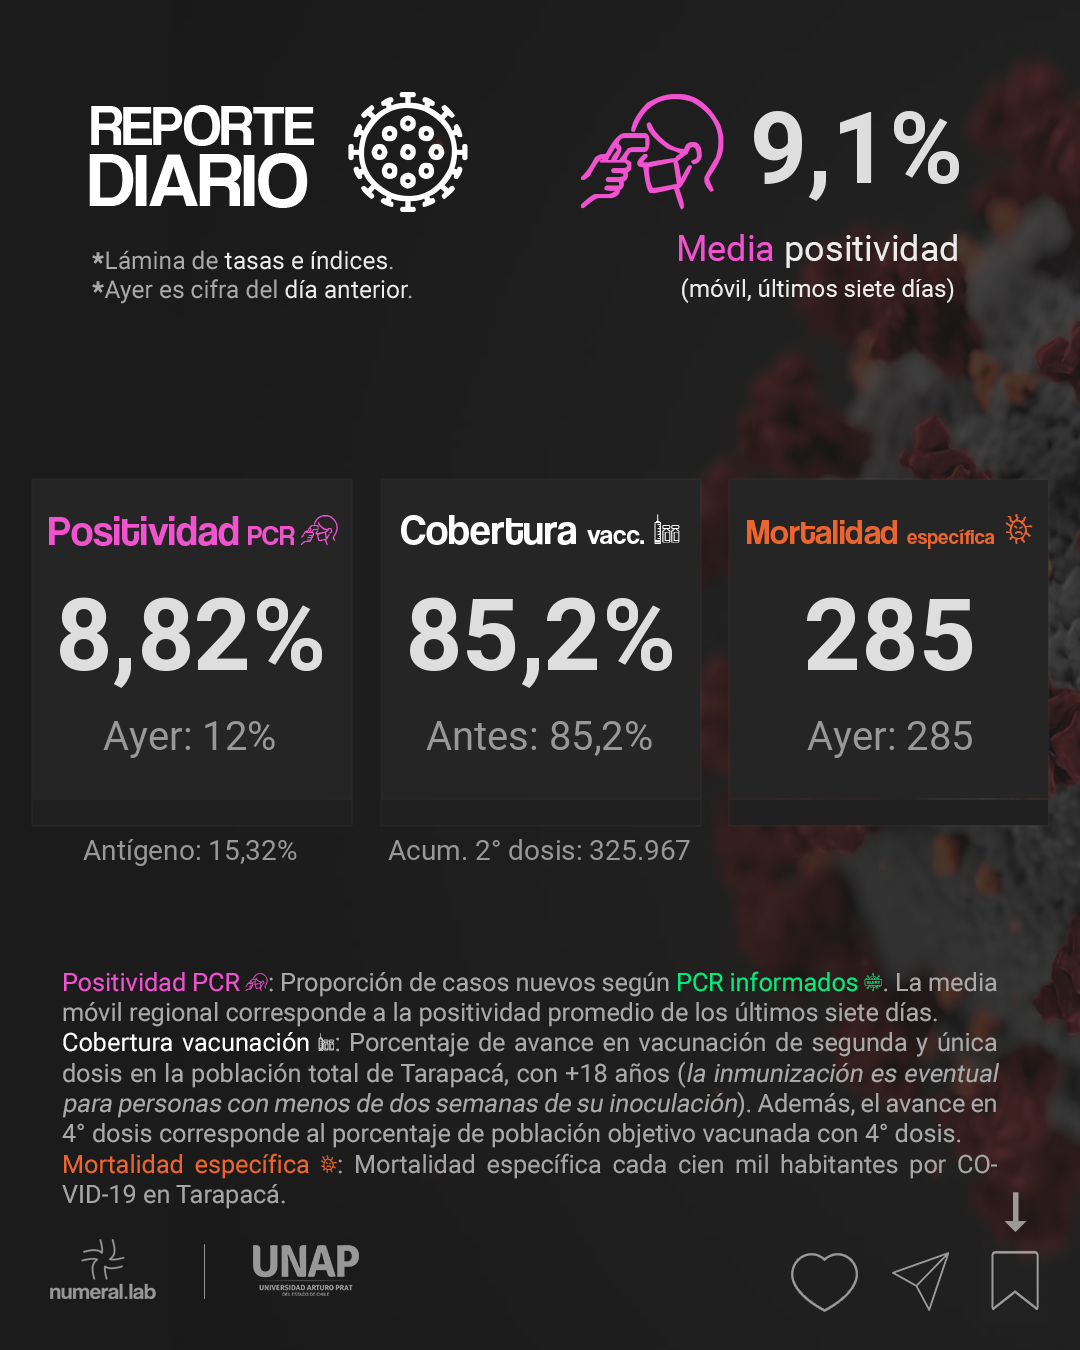 REPORTE
DIARIO
*Lámina de tasas e índices.
*Ayer es cifra del día anterior.
9,1%
Media positividad
(móvil, últimos siete días)
Positividad PCR
8,82%
Ayer: 12%
Antígeno: 15,32%
Cobertura vacc.
85,2%
Antes: 85,2%
Acum. 2° dosis: 325.967
Mortalidad específica
285
Ayer: 285
Positividad PCR : Proporción de casos nuevos según PCR informados . La media
móvil regional corresponde a la positividad promedio de los últimos siete días.
Cobertura vacunación : Porcentaje de avance en vacunación de segunda y única
dosis en la población total de Tarapacá, con +18 años (la inmunización es eventual
para personas con menos de dos semanas de su inoculación). Además, el avance en
4° dosis corresponde al porcentaje de población objetivo vacunada con 4° dosis.
Mortalidad específica : Mortalidad específica cada cien mil habitantes por CO-
VID-19 en Tarapacá.
numeral.lab
UNAP
UNIVERSIDAD ARTURO PRAT
DEL ESTADO DE CHILE